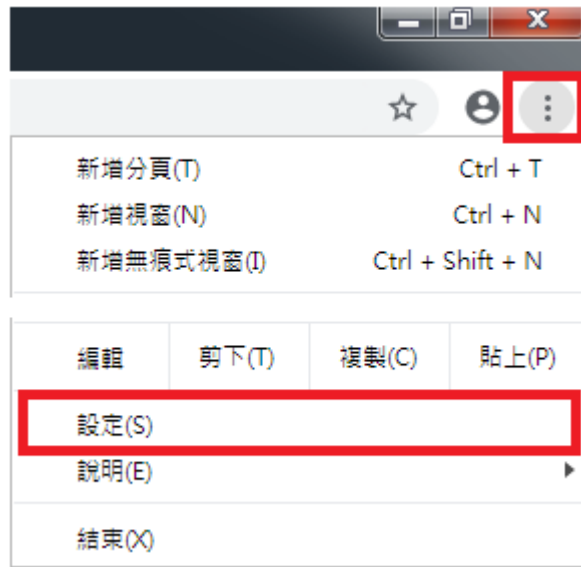 新增分頁(T) Ctrl + T
新增視窗(N) Ctrl + N
新增無痕式視窗(I) Ctrl + Shift + N
編輯 剪下(T) 複製(C) 貼上(P)
設定(S)
說明(E)
結束(X)